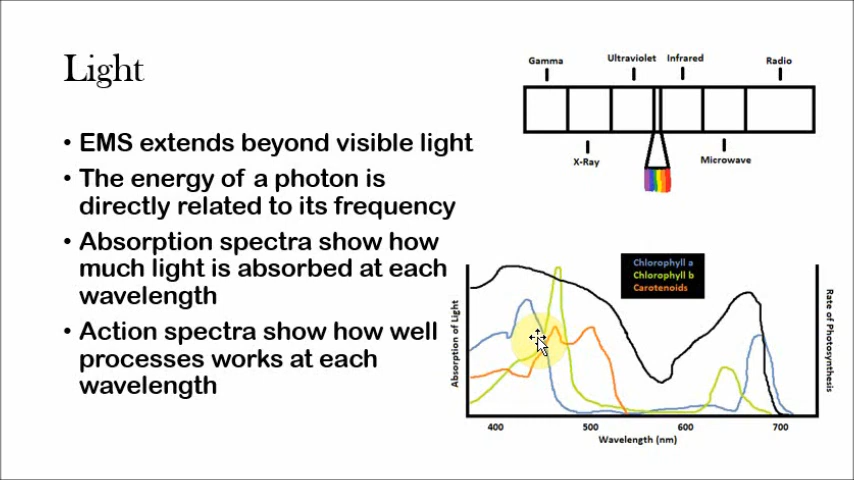 Light
• EMS extends beyond visible light
• The energy of a photon is
directly related to its frequency
• Absorption spectra show how
much light is absorbed at each
wavelength
• Action spectra show how well
processes works at each
wavelength
Gamma
Ultraviolet
Infrared
Radio
X-Ray
Microwave
Chlorophyll a
Chlorophyll b
Carotenoids
Absorption of Light
Rate of Photosynthesis
400 500 600 700
Wavelength (nm)